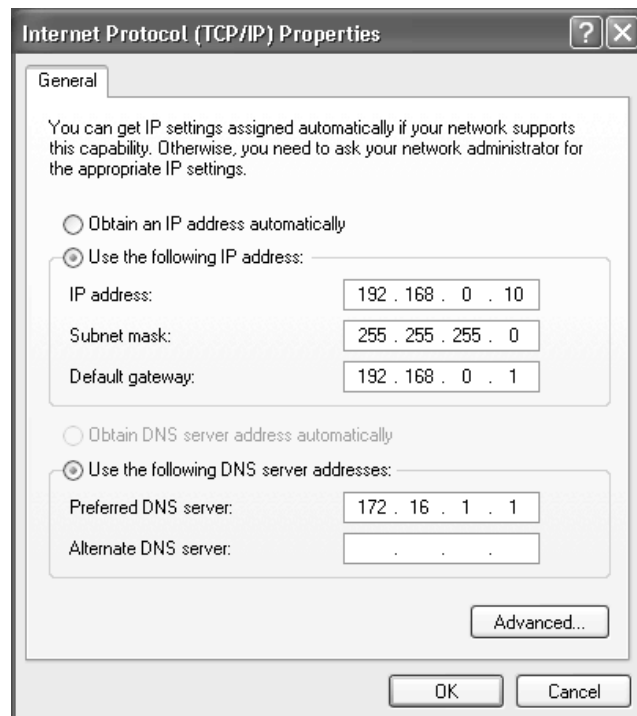 Internet Protocol (TCP/IP) Properties
General
You can get IP settings assigned automatically if your network supports
this capability. Otherwise, you need to ask your network administrator for
the appropriate IP settings.
Obtain an IP address automatically
Use the following IP address:
IP address: 192 . 168 . 0 . 10
Subnet mask: 255 . 255 . 255 . 0
Default gateway: 192 . 168 . 0 . 1
Obtain DNS server address automatically
Use the following DNS server addresses:
Preferred DNS server: 172 . 16 . 1 . 1
Alternate DNS server: . . .
Advanced...
OK Cancel